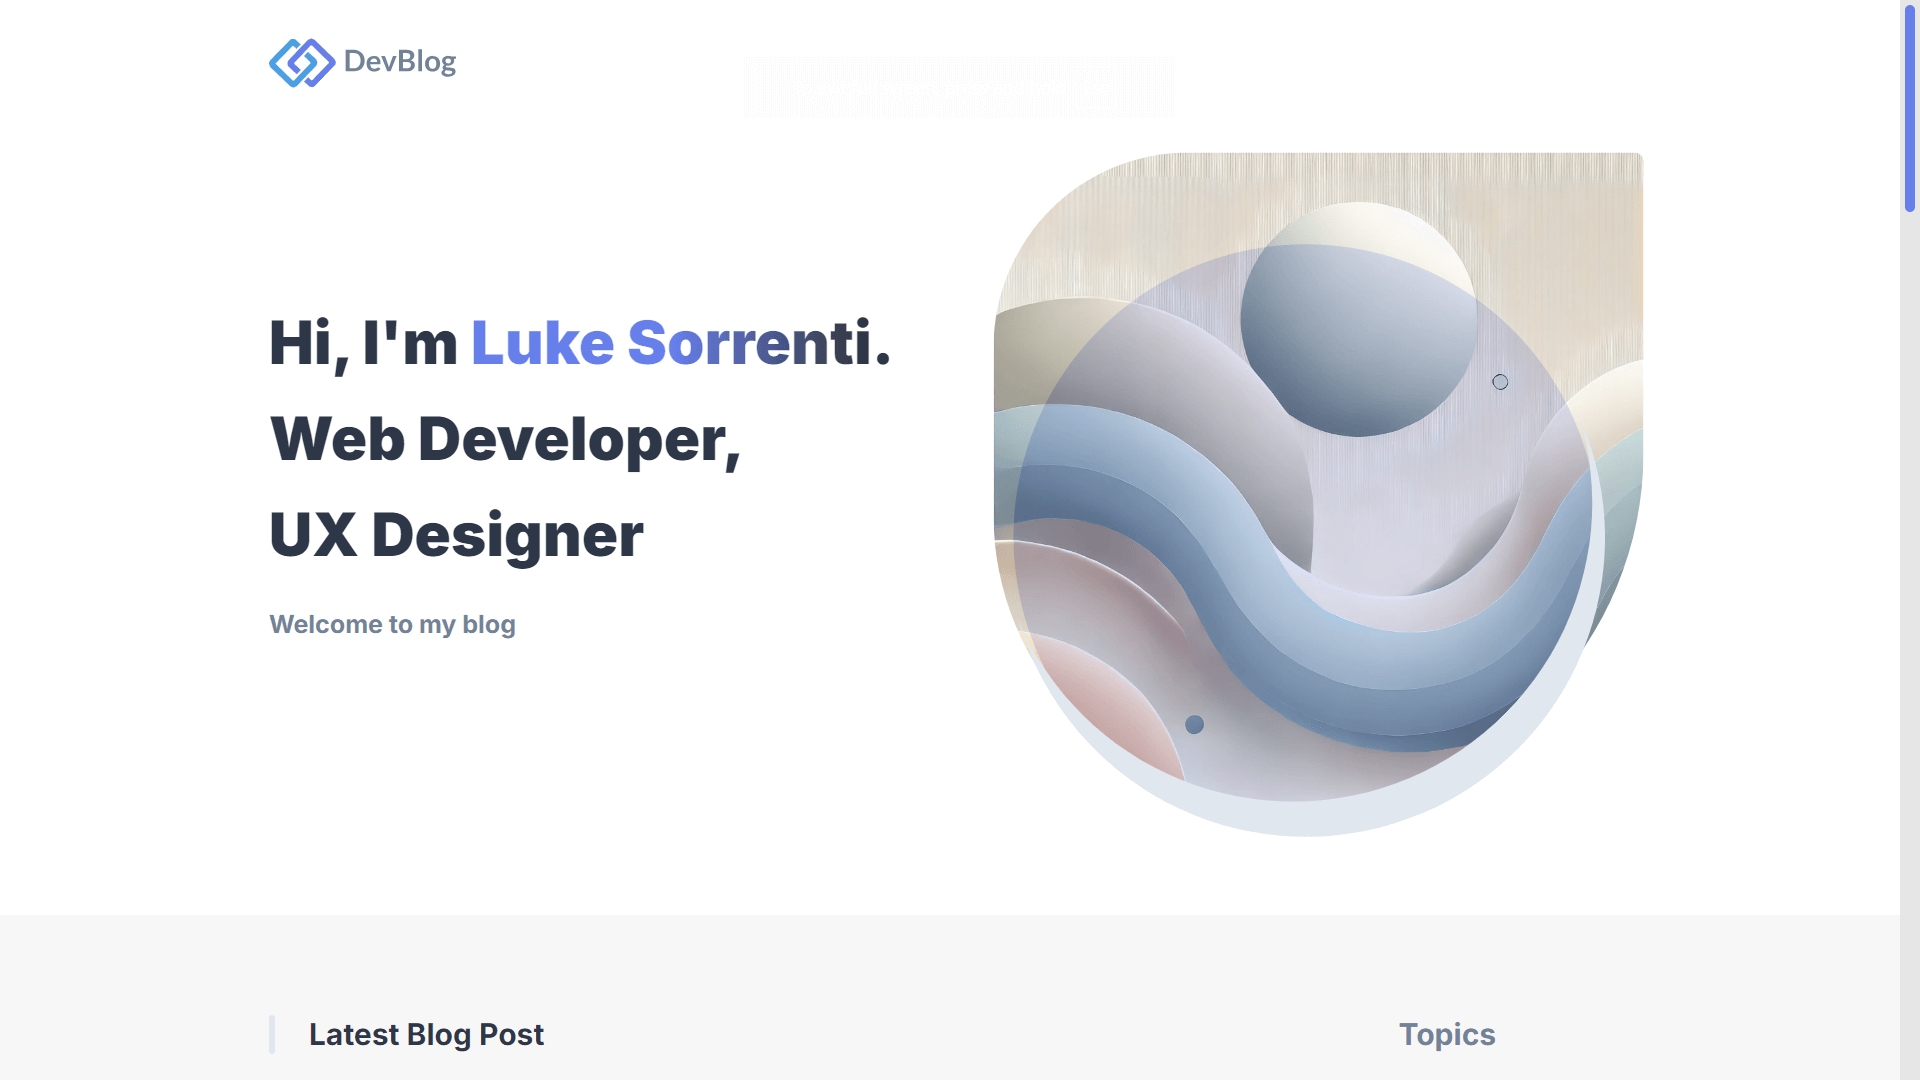 DevBlog
Hi, I'm Luke Sorrenti.
Web Developer,
UX Designer
Welcome to my blog
Latest Blog Post
Topics